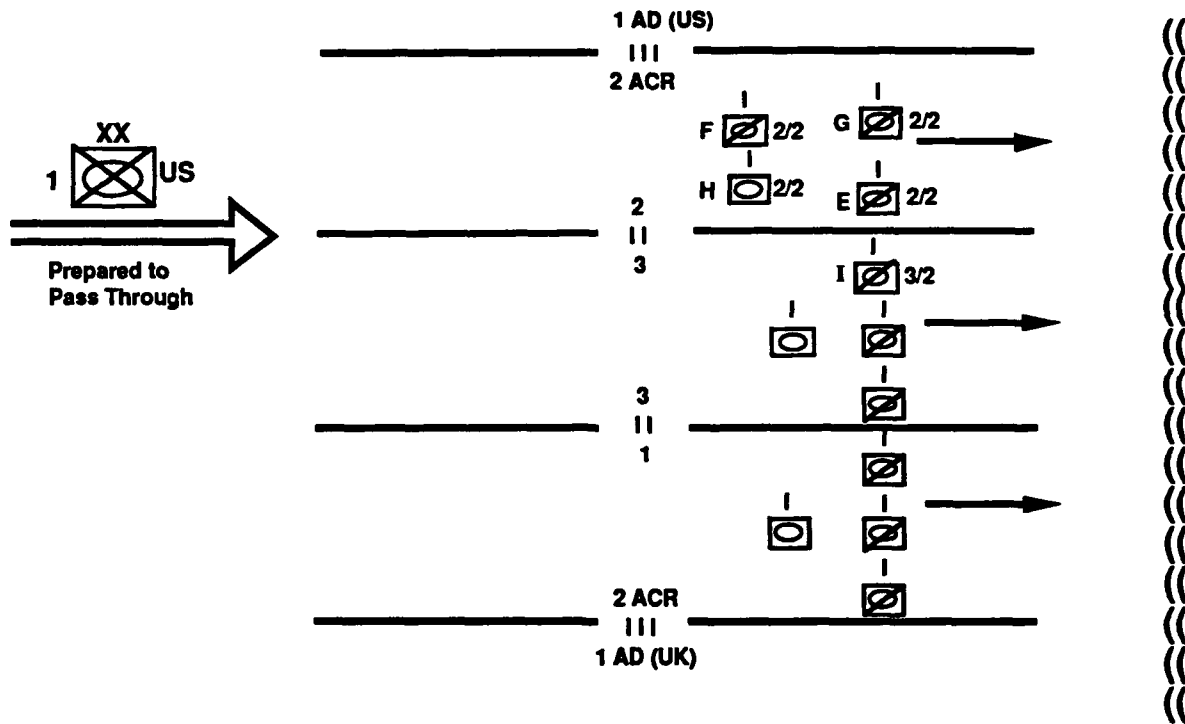 1 AD (US)
III
2 ACR
XX
1 US
Prepared to
Pass Through
I
F 2/2
I
G 2/2
I
H 2/2
I
E 2/2
2
II
3
I
I 3/2
I
I
I
3
II
1
I
I
I
I
2 ACR
III
1 AD (UK)